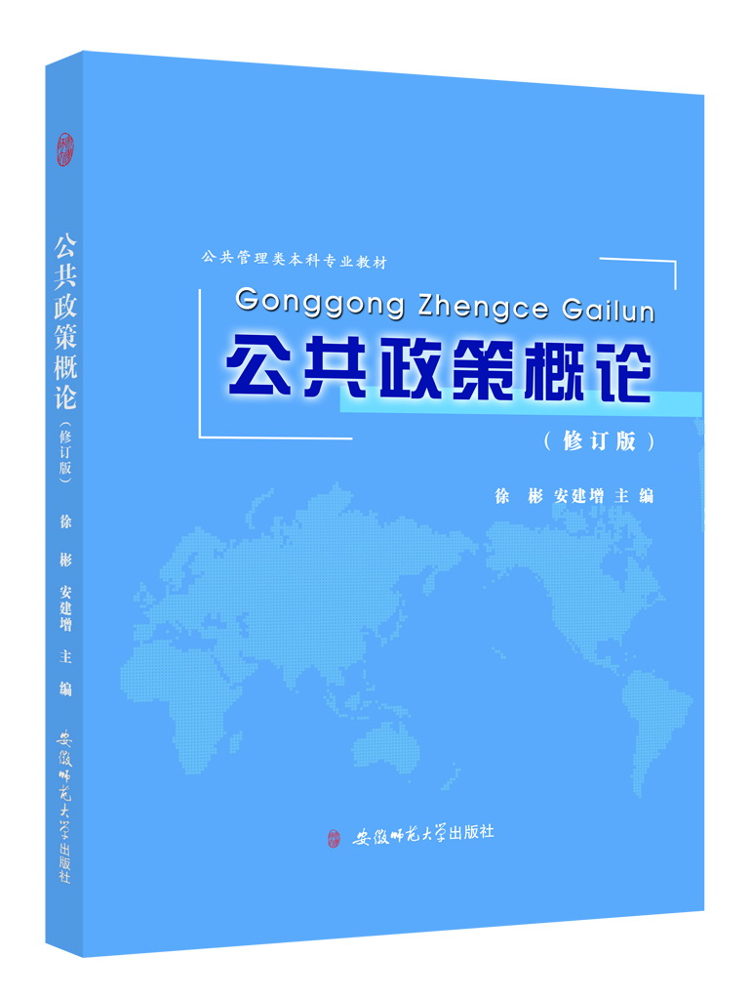 公共管理类本科专业教材
Gonggong Zhengce Gailun
公共政策概论
（修订版）
徐 彬 安建增 主 编
安徽师范大学出版社
公共政策概论（修订版） 徐 彬 安建增 主 编 安徽师范大学出版社